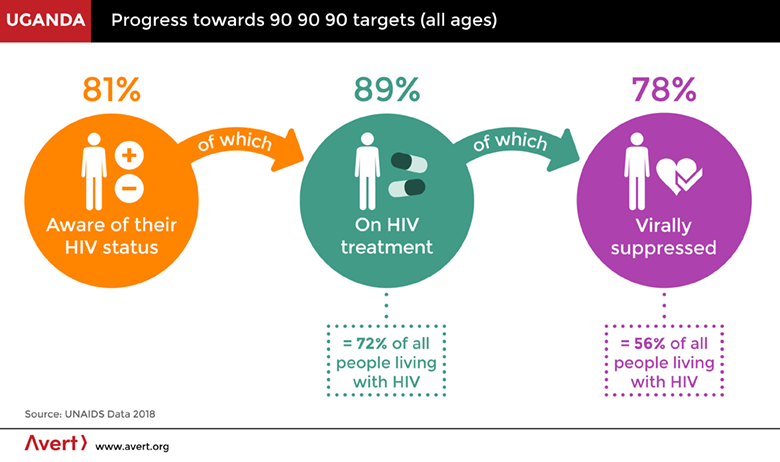 UGANDA
Progress towards 90 90 90 targets (all ages)
81%
Aware of their
HIV status
of which
89%
On HIV
treatment
= 72% of all
people living
with HIV
of which
78%
Virally
suppressed
= 56% of all
people living
with HIV
Source: UNAIDS Data 2018
Avert www.avert.org